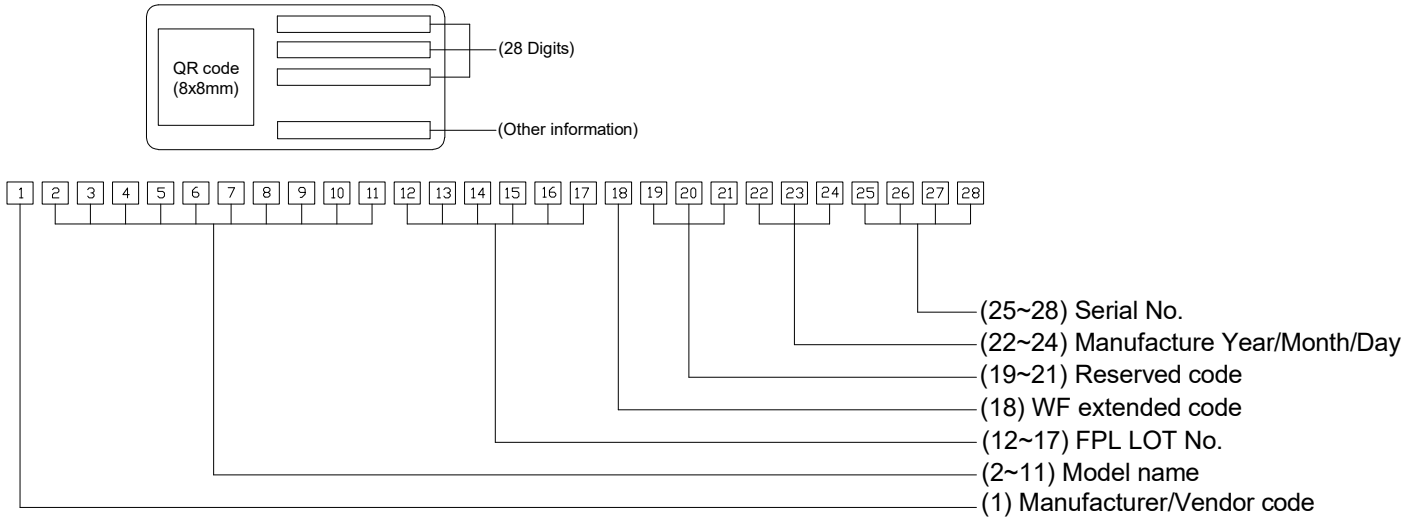 QR code
(8x8mm)
(28 Digits)
(Other information)
1 2 3 4 5 6 7 8 9 10 11 12 13 14 15 16 17 18 19 20 21 22 23 24 25 26 27 28
(25~28) Serial No.
(22~24) Manufacture Year/Month/Day
(19~21) Reserved code
(18) WF extended code
(12~17) FPL LOT No.
(2~11) Model name
(1) Manufacturer/Vendor code